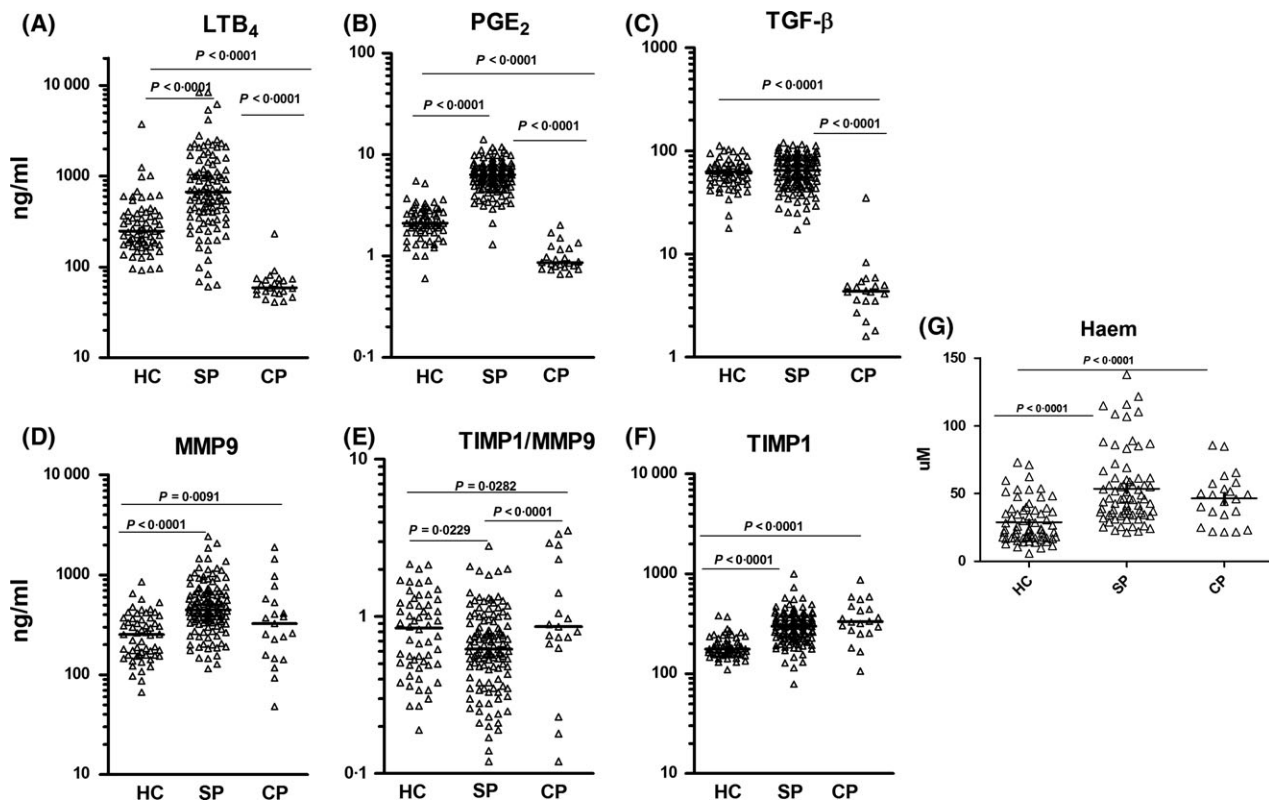 (A)
LTB₄
ng/ml
10 000
1000
100
10
P < 0·0001
P < 0·0001
P < 0·0001
HC SP CP
(B)
PGE₂
100
10
1
0·1
P < 0·0001
P < 0·0001
P < 0·0001
HC SP CP
(C)
TGF-β
1000
100
10
1
P < 0·0001
P < 0·0001
HC SP CP
(D)
MMP9
ng/ml
10 000
1000
100
10
P = 0·0091
P < 0·0001
HC SP CP
(E)
TIMP1/MMP9
10
1
0·1
P = 0·0282
P < 0·0001
P = 0·0229
HC SP CP
(F)
TIMP1
10 000
1000
100
10
P < 0·0001
P < 0·0001
HC SP CP
(G)
Haem
uM
150
100
50
0
P < 0·0001
P < 0·0001
HC SP CP